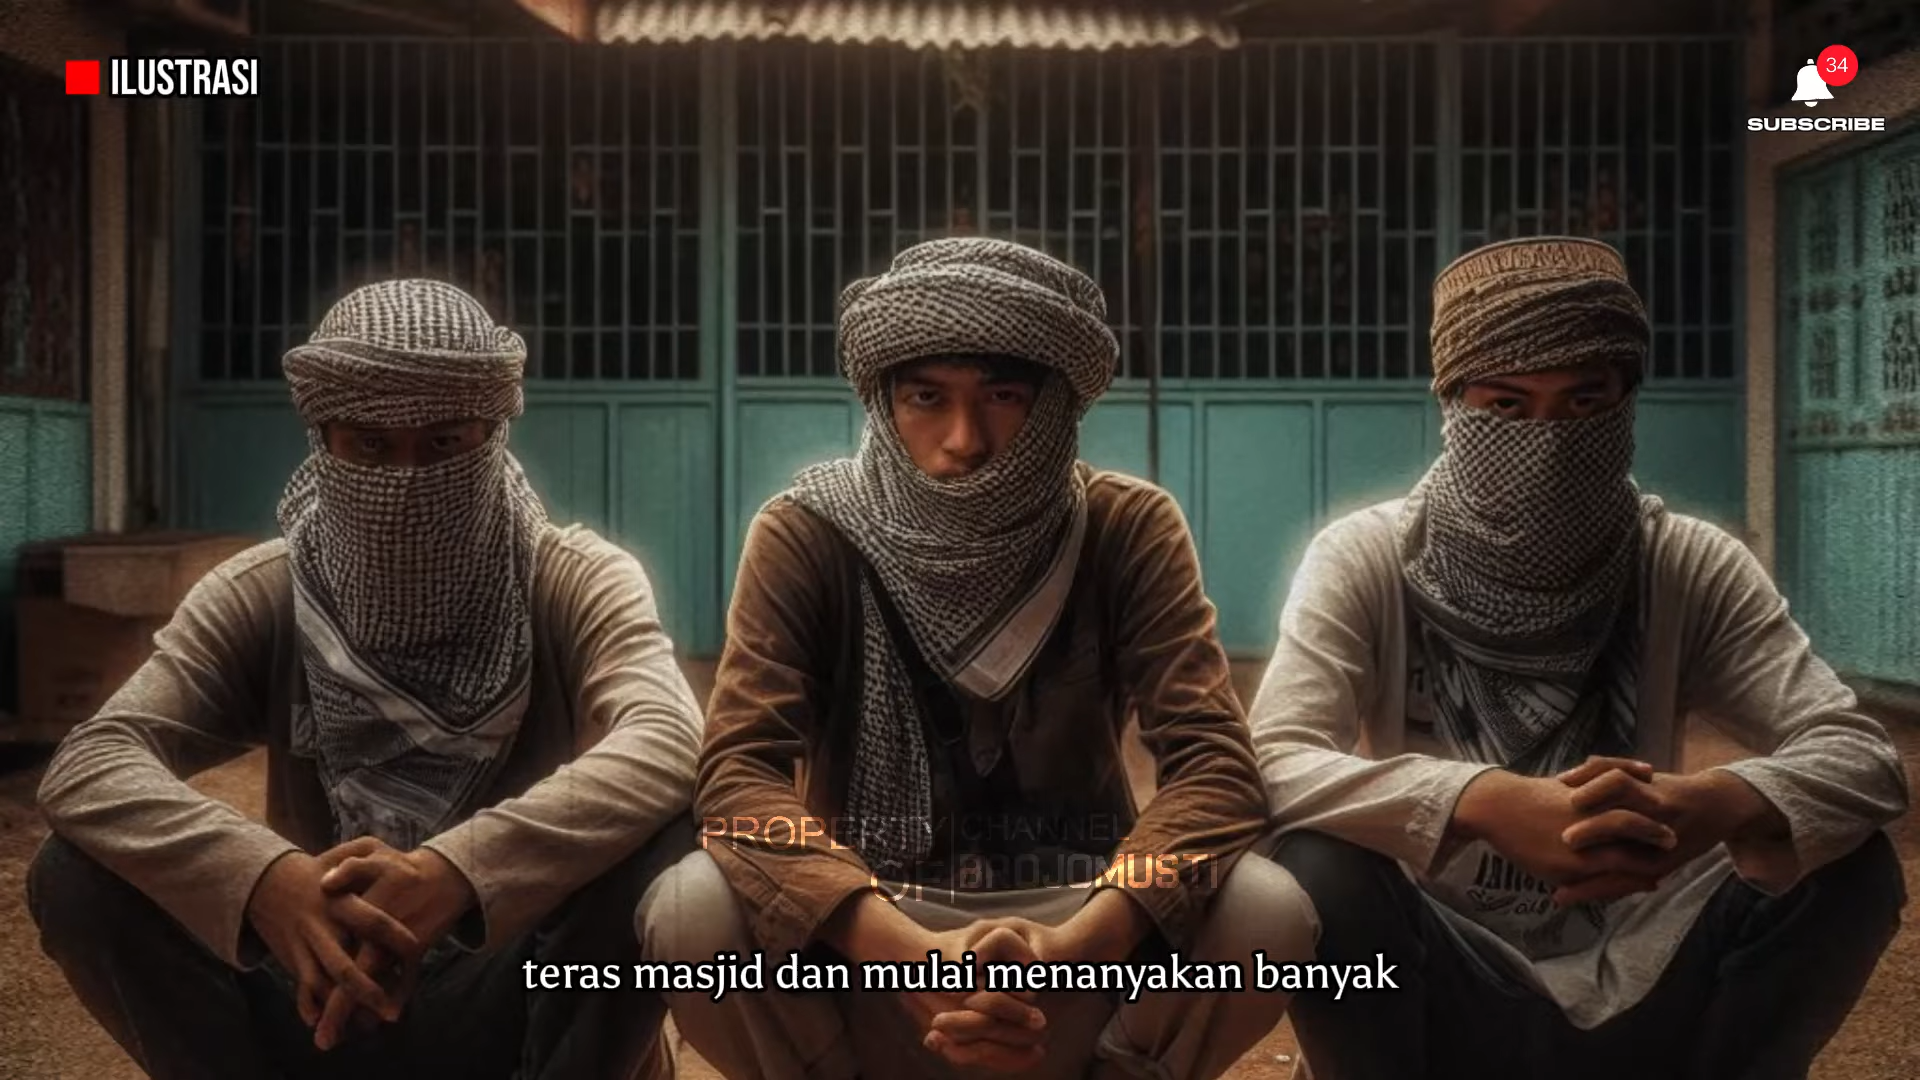 ILUSTRASI
34
SUBSCRIBE
PROPERTY CHANNEL
OF BROJOMUSTI
teras masjid dan mulai menanyakan banyak